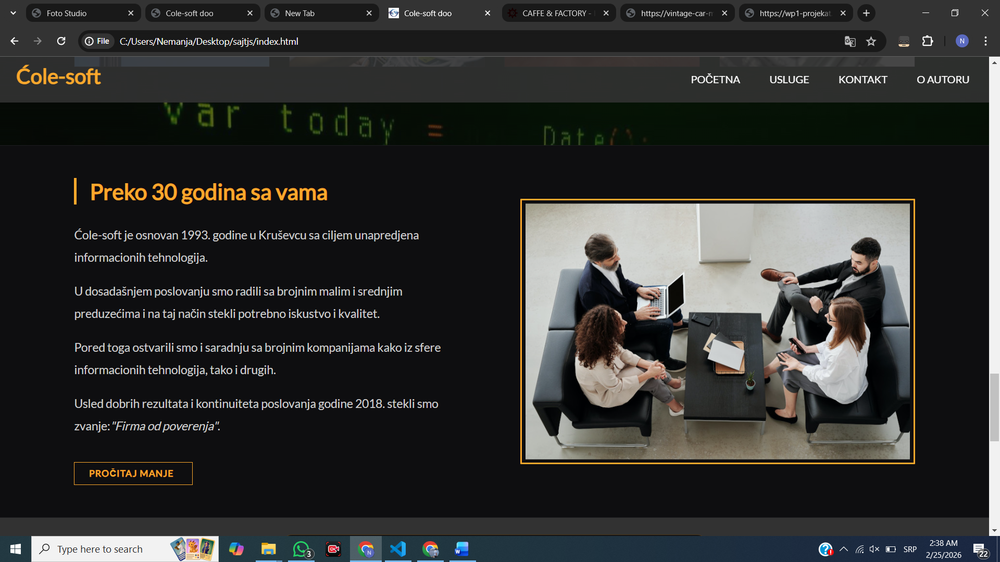 Foto Studio
Cole-soft doo
New Tab
Cole-soft doo
CAFFE & FACTORY -
https://vintage-car-m
https://wp1-projekat.
File
C:/Users/Nemanja/Desktop/sajtjs/index.html
N
Ćole-soft
POČETNA
USLUGE
KONTAKT
O AUTORU
var today =
Date();
Preko 30 godina sa vama
Ćole-soft je osnovan 1993. godine u Kruševcu sa ciljem unapredjena
informacionih tehnologija.
U dosadašnjem poslovanju smo radili sa brojnim malim i srednjim
preduzećima i na taj način stekli potrebno iskustvo i kvalitet.
Pored toga ostvarili smo i saradnju sa brojnim kompanijama kako iz sfere
informacionih tehnologija, tako i drugih.
Usled dobrih rezultata i kontinuiteta poslovanja godine 2018. stekli smo
zvanje:"Firma od poverenja".
PROČITAJ MANJE
Type here to search
3
N
SRP
2:38 AM
2/25/2026
22